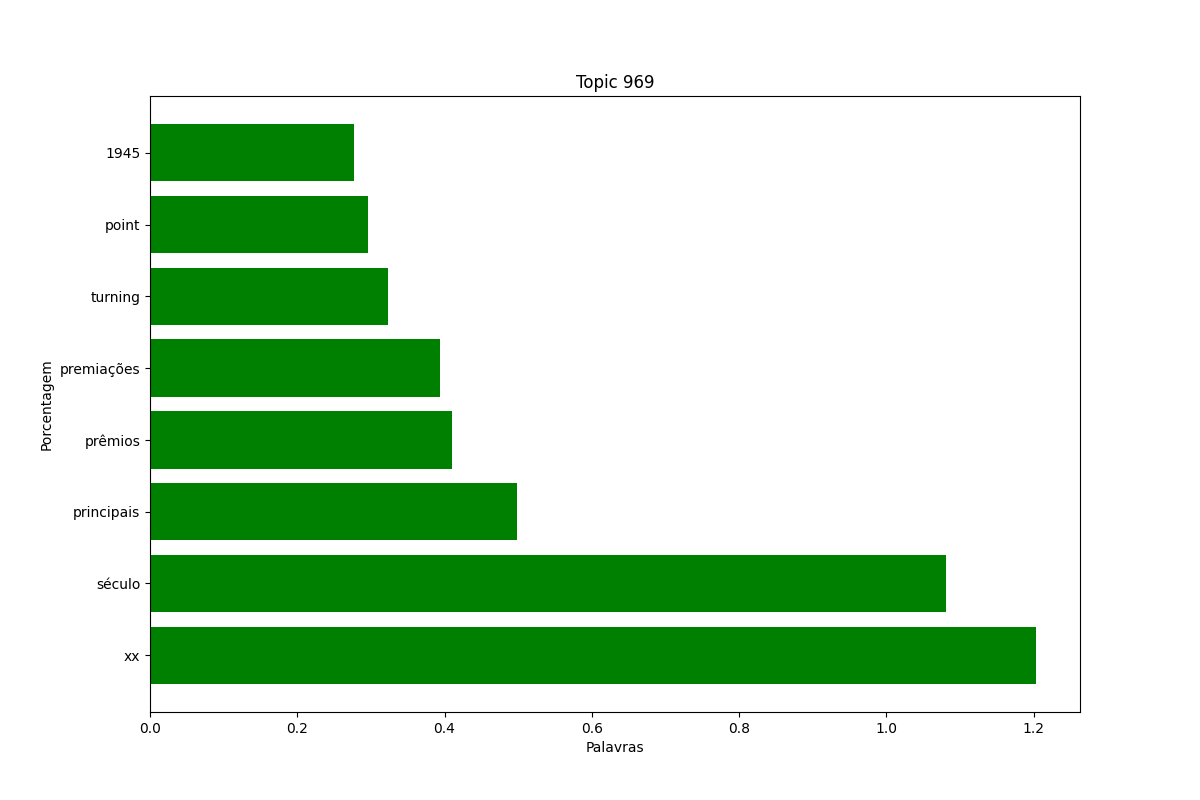 Topic 969
1945
point
turning
premiações
prêmios
principais
século
xx
Porcentagem
0.0 0.2 0.4 0.6 0.8 1.0 1.2
Palavras